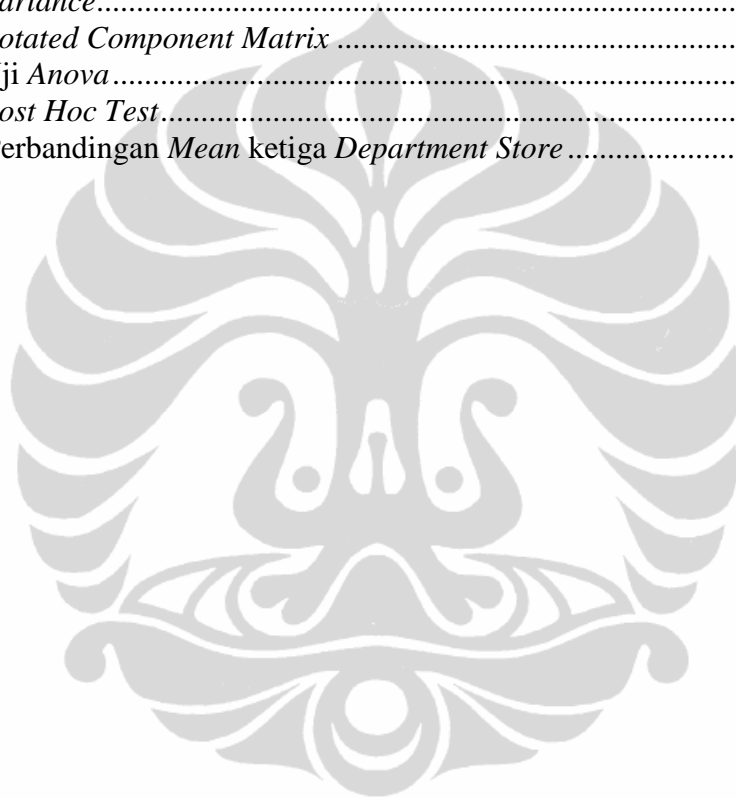 ariance..........................................................................
otated Component Matrix ................................................
ji Anova..........................................................................
ost Hoc Test.....................................................................
erbandingan Mean ketiga Department Store .....................